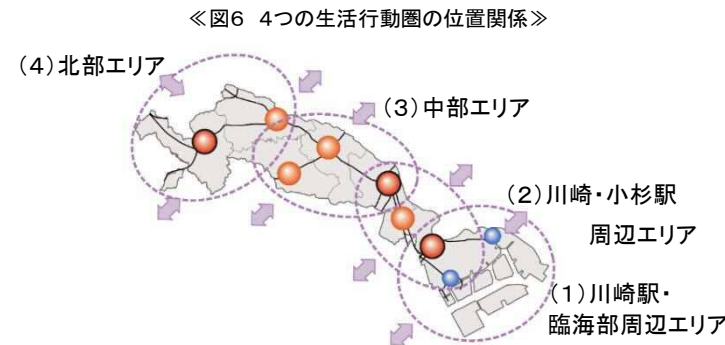 ≪図6 4つの生活行動圏の位置関係≫
(4)北部エリア
(3)中部エリア
(2)川崎・小杉駅
周辺エリア
(1)川崎駅・
臨海部周辺エリア